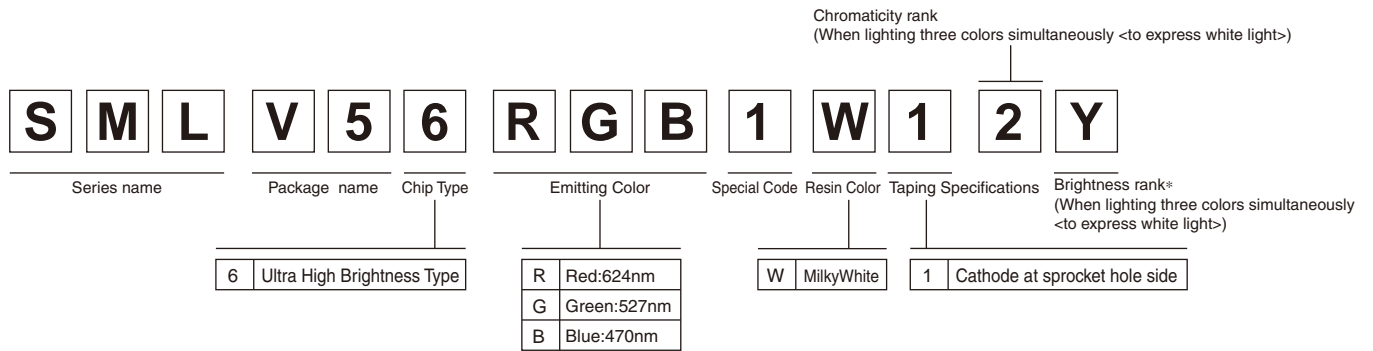 Chromaticity rank
(When lighting three colors simultaneously <to express white light>)
S M L V 5 6 R G B 1 W 1 2 Y
Series name Package name Chip Type Emitting Color Special Code Resin Color Taping Specifications Brightness rank*
(When lighting three colors simultaneously
<to express white light>)
6 Ultra High Brightness Type R Red:624nm W MilkyWhite 1 Cathode at sprocket hole side
G Green:527nm
B Blue:470nm